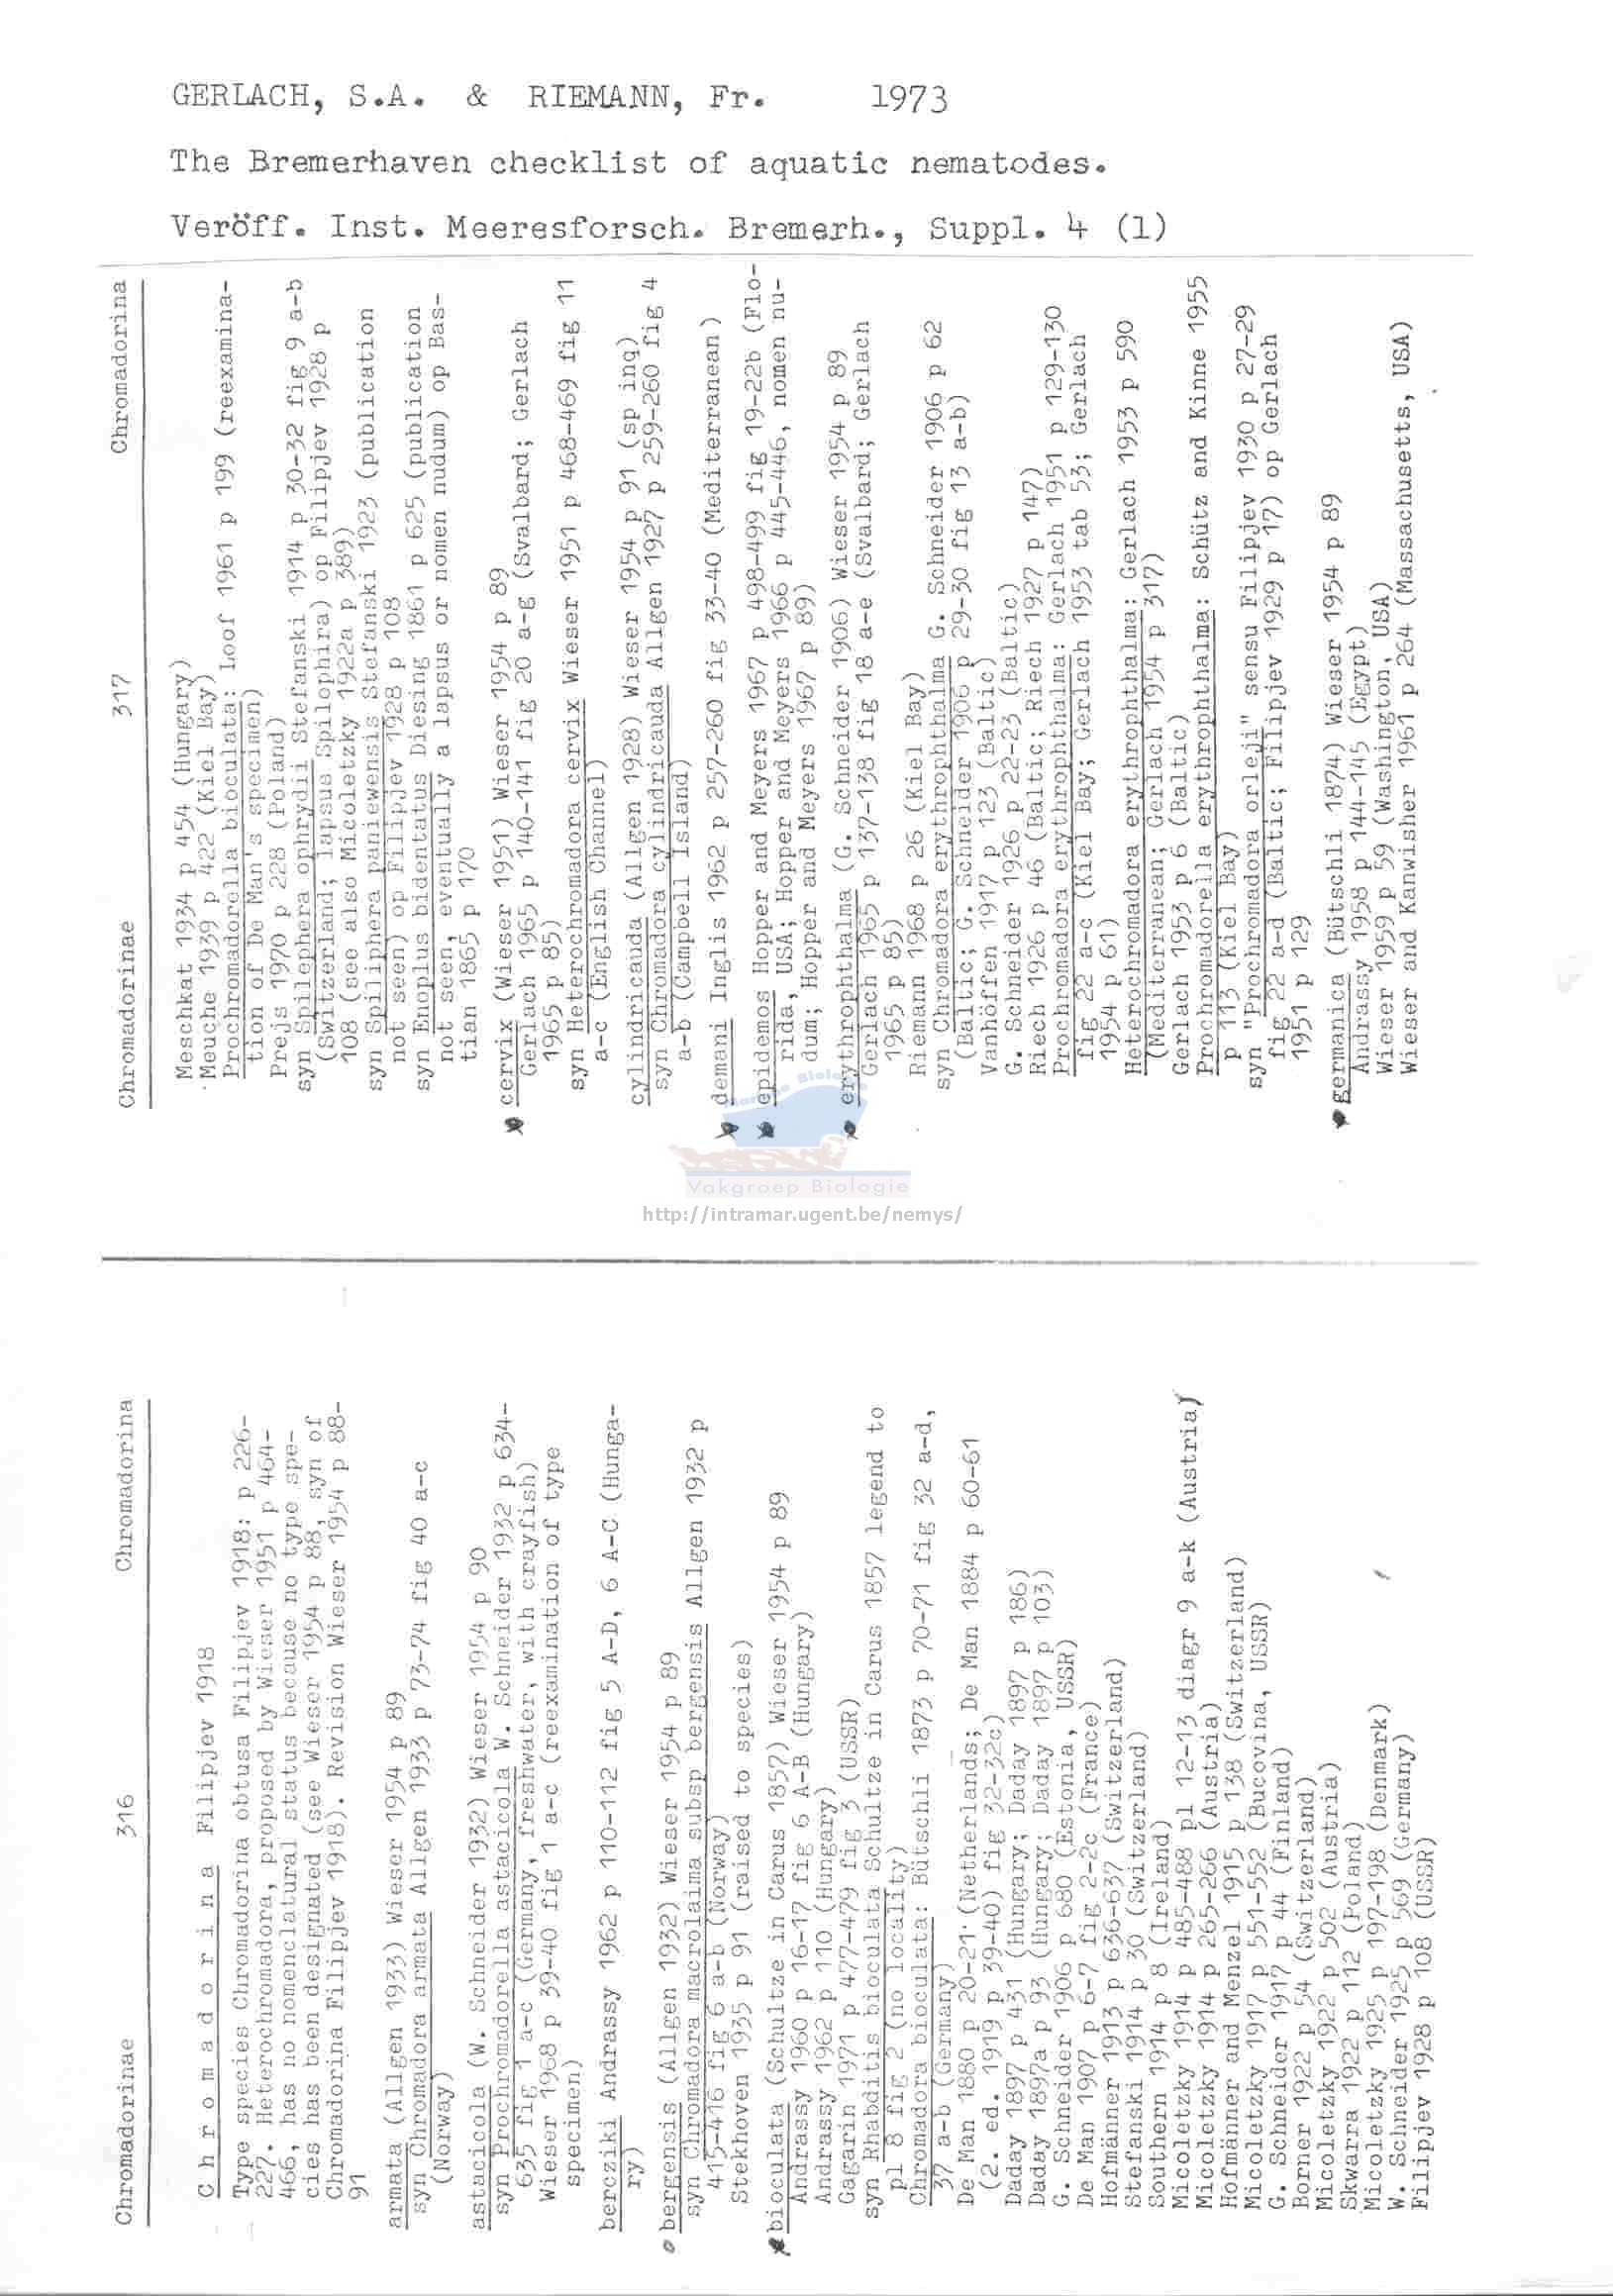 GERLACH, S.A. & RIEMANN, Fr. 1973
The Bremerhaven checklist of aquatic nematodes.
Veröff. Inst. Meeresforsch. Bremerh., Suppl. 4 (1)
Chromadorinae 316 Chromadorina
Chromadorina Filipjev 1918
Type species Chromadorina obtusa Filipjev 1918: p 226-
227. Heterochromadora, proposed by Wieser 1951 p 464-
466, has no nomenclatural status because no type spe-
cies has been designated (see Wieser 1954 p 88, syn of
Chromadorina Filipjev 1918). Revision Wieser 1954 p 88-
91
armata (Allgen 1933) Wieser 1954 p 89
syn Chromadora armata Allgen 1933 p 73-74 fig 40 a-c
(Norway)
astacicola (W. Schneider 1932) Wieser 1954 p 90
syn Prochromadorella astacicola W. Schneider 1932 p 634-
635 fig 1 a-c (Germany, freshwater, with crayfish)
Wieser 1968 p 39-40 fig 1 a-c (reexamination of type
specimen)
bercziki Andrassy 1962 p 110-112 fig 5 A-D, 6 A-C (Hunga-
ry)
bergensis (Allgen 1932) Wieser 1954 p 89
syn Chromadora macrolaima subsp bergensis Allgen 1932 p
415-416 fig 6 a-b (Norway)
Stekhoven 1935 p 91 (raised to species)
bioculata (Schultze in Carus 1857) Wieser 1954 p 89
Andrassy 1960 p 16-17 fig 6 A-B (Hungary)
Andrassy 1962 p 110 (Hungary)
Gagarin 1971 p 477-479 fig 3 (USSR)
syn Rhabditis bioculata Schultze in Carus 1857 legend to
pl 8 fig 2 (no locality)
Chromadora bioculata: Bütschli 1873 p 70-71 fig 32 a-d,
37 a-b (Germany)
De Man 1880 p 20-21 (Netherlands; De Man 1884 p 60-61
(2. ed. 1919 p 39-40) fig 32-32c)
Daday 1897 p 431 (Hungary; Daday 1897 p 186)
Daday 1897a p 93 (Hungary; Daday 1897 p 103)
G. Schneider 1906 p 680 (Estonia, USSR)
De Man 1907 p 6-7 fig 2-2c (France)
Hofmänner 1913 p 636-637 (Switzerland)
Stefanski 1914 p 30 (Switzerland)
Southern 1914 p 8 (Ireland)
Micoletzky 1914 p 485-488 pl 12-13 diagr 9 a-k (Austria)
Micoletzky 1914 p 265-266 (Austria)
Hofmänner and Menzel 1915 p 138 (Switzerland)
Micoletzky 1917 p 551-552 (Bucovina, USSR)
G. Schneider 1917 p 44 (Finland)
Borner 1922 p 54 (Switzerland)
Micoletzky 1922 p 502 (Austria)
Skwarra 1922 p 112 (Poland)
Micoletzky 1925 p 197-198 (Denmark)
W. Schneider 1925 p 569 (Germany)
Filipjev 1928 p 108 (USSR)
Chromadorinae 317 Chromadorina
Meschkat 1934 p 454 (Hungary)
Meuche 1939 p 422 (Kiel Bay)
Prochromadorella bioculata: Loof 1961 p 199 (reexamina-
tion of De Man's specimen)
Prejs 1970 p 228 (Poland)
syn Spilephera ophrydii Stefanski 1914 p 30-32 fig 9 a-b
(Switzerland; lapsus Spilophira) op Filipjev 1928 p
108 (see also Micoletzky 1922a p 389)
syn Spiliphera paniewensis Stefanski 1923 (publication
not seen) op Filipjev 1928 p 108
syn Enoplus bidentatus Diesing 1861 p 625 (publication
not seen, eventually a lapsus or nomen nudum) op Bas-
tian 1865 p 170
cervix (Wieser 1951) Wieser 1954 p 89
Gerlach 1965 p 140-141 fig 20 a-g (Svalbard; Gerlach
1965 p 85)
syn Heterochromadora cervix Wieser 1951 p 468-469 fig 11
a-c (English Channel)
cylindricauda (Allgen 1928) Wieser 1954 p 91 (sp inq)
syn Chromadora cylindricauda Allgen 1927 p 259-260 fig 4
a-b (Campbell Island)
demani Inglis 1962 p 257-260 fig 33-40 (Mediterranean)
epidemos Hopper and Meyers 1967 p 498-499 fig 19-22b (Flo-
rida, USA; Hopper and Meyers 1966 p 445-446, nomen nu-
dum; Hopper and Meyers 1967 p 89)
erythrophthalma (G. Schneider 1906) Wieser 1954 p 89
Gerlach 1965 p 137-138 fig 18 a-e (Svalbard; Gerlach
1965 p 85)
Riemann 1968 p 26 (Kiel Bay)
syn Chromadora erythrophthalma G. Schneider 1906 p 62
(Baltic; G. Schneider 1906 p 29-30 fig 13 a-b)
Vanhöffen 1917 p 123 (Baltic)
G. Schneider 1926 p 22-23 (Baltic)
Riech 1926 p 46 (Baltic; Riech 1927 p 147)
Prochromadora erythrophthalma: Gerlach 1951 p 129-130
fig 22 a-c (Kiel Bay; Gerlach 1953 tab 53; Gerlach
1954 p 61)
Heterochromadora erythrophthalma: Gerlach 1953 p 590
(Mediterranean; Gerlach 1954 p 317)
Gerlach 1953 p 6 (Baltic)
Prochromadorella erythrophthalma: Schütz and Kinne 1955
p 113 (Kiel Bay)
syn "Prochromadora orleji" sensu Filipjev 1930 p 27-29
fig 22 a-d (Baltic; Filipjev 1929 p 17) op Gerlach
1951 p 129
germanica (Bütschli 1874) Wieser 1954 p 89
Andrassy 1958 p 144-145 (Egypt)
Wieser 1959 p 59 (Washington, USA)
Wieser and Kanwisher 1961 p 264 (Massachusetts, USA)
Marine Biology
Vakgroep Biologie
http://intramar.ugent.be/nemys/